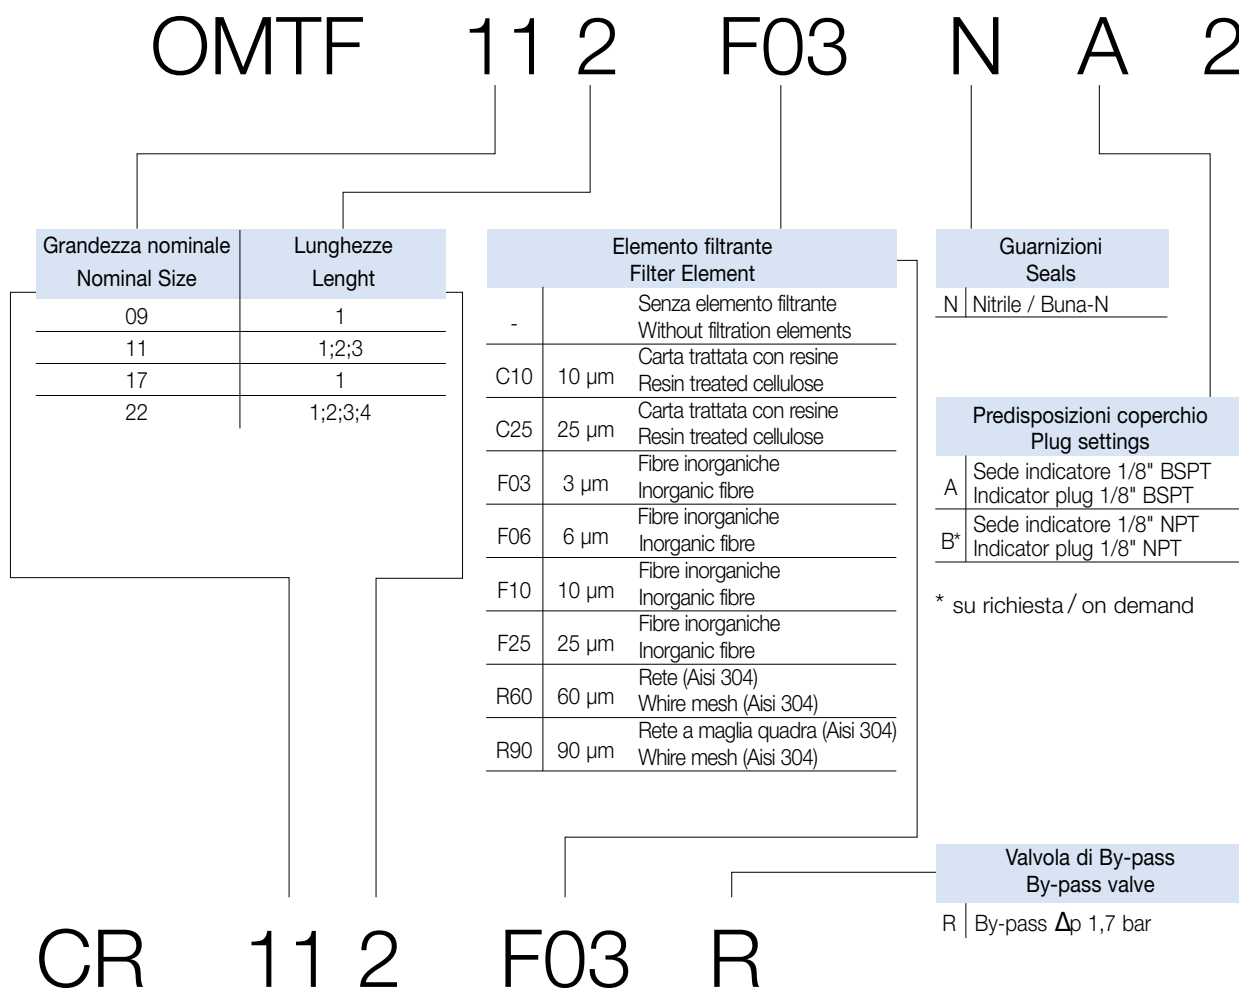 OMTF 11 2 F03 N A 2
Grandezza nominale
Nominal Size
Lunghezze
Lenght
09 1
11 1;2;3
17 1
22 1;2;3;4
Elemento filtrante
Filter Element
- Senza elemento filtrante
Without filtration elements
C10 10 µm Carta trattata con resine
Resin treated cellulose
C25 25 µm Carta trattata con resine
Resin treated cellulose
F03 3 µm Fibre inorganiche
Inorganic fibre
F06 6 µm Fibre inorganiche
Inorganic fibre
F10 10 µm Fibre inorganiche
Inorganic fibre
F25 25 µm Fibre inorganiche
Inorganic fibre
R60 60 µm Rete (Aisi 304)
Whire mesh (Aisi 304)
R90 90 µm Rete a maglia quadra (Aisi 304)
Whire mesh (Aisi 304)
Guarnizioni
Seals
N Nitrile / Buna-N
Predisposizioni coperchio
Plug settings
A Sede indicatore 1/8" BSPT
Indicator plug 1/8" BSPT
B* Sede indicatore 1/8" NPT
Indicator plug 1/8" NPT
* su richiesta / on demand
Valvola di By-pass
By-pass valve
R By-pass Δp 1,7 bar
CR 11 2 F03 R